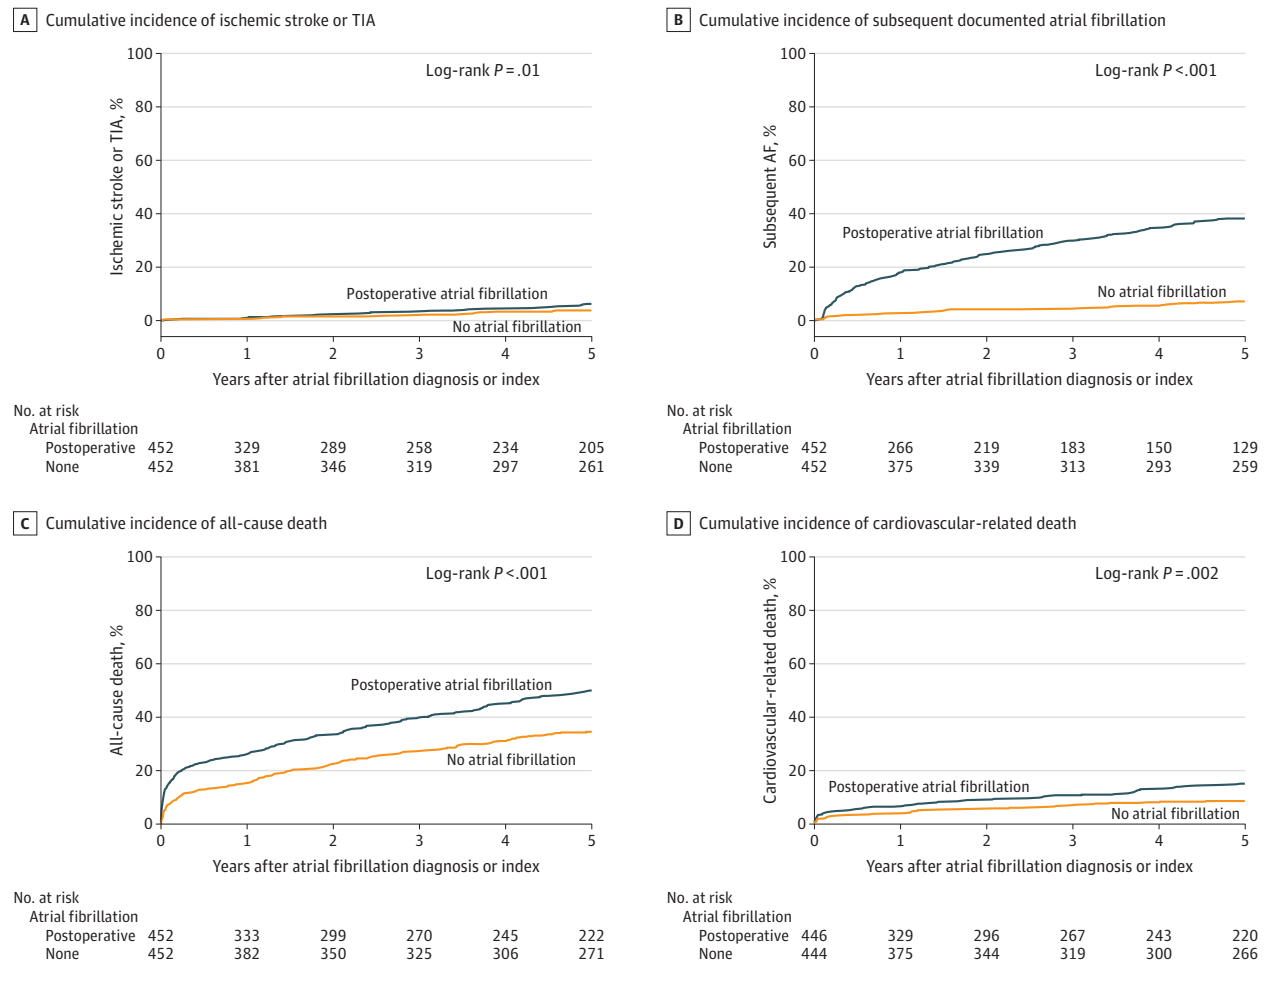 A Cumulative incidence of ischemic stroke or TIA
100
80
60
40
20
0
Ischemic stroke or TIA, %
Log-rank P = .01
Postoperative atrial fibrillation
No atrial fibrillation
0 1 2 3 4 5
Years after atrial fibrillation diagnosis or index
No. at risk
Atrial fibrillation
Postoperative 452 329 289 258 234 205
None 452 381 346 319 297 261
B Cumulative incidence of subsequent documented atrial fibrillation
100
80
60
40
20
0
Subsequent AF, %
Log-rank P <.001
Postoperative atrial fibrillation
No atrial fibrillation
0 1 2 3 4 5
Years after atrial fibrillation diagnosis or index
No. at risk
Atrial fibrillation
Postoperative 452 266 219 183 150 129
None 452 375 339 313 293 259
C Cumulative incidence of all-cause death
100
80
60
40
20
0
All-cause death, %
Log-rank P <.001
Postoperative atrial fibrillation
No atrial fibrillation
0 1 2 3 4 5
Years after atrial fibrillation diagnosis or index
No. at risk
Atrial fibrillation
Postoperative 452 333 299 270 245 222
None 452 382 350 325 306 271
D Cumulative incidence of cardiovascular-related death
100
80
60
40
20
0
Cardiovascular-related death, %
Log-rank P = .002
Postoperative atrial fibrillation
No atrial fibrillation
0 1 2 3 4 5
Years after atrial fibrillation diagnosis or index
No. at risk
Atrial fibrillation
Postoperative 446 329 296 267 243 220
None 444 375 344 319 300 266